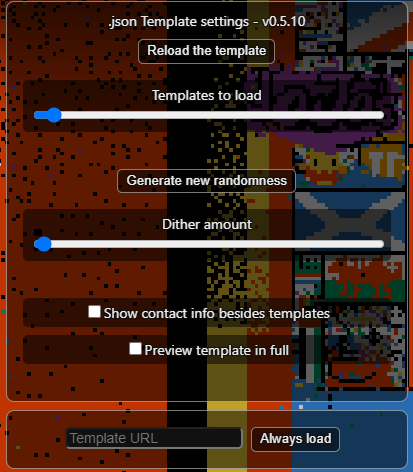 .json Template settings - v0.5.10
Reload the template
Templates to load
Generate new randomness
Dither amount
Show contact info besides templates
Preview template in full
Template URL
Always load